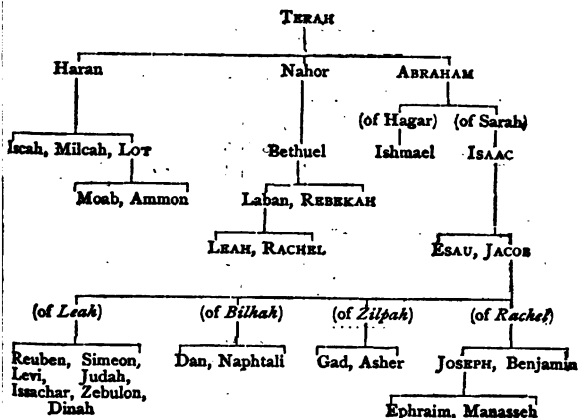 TERAH
Haran Nahor ABRAHAM
(of Hagar) (of Sarah)
Iscah, Milcah, LOT Bethuel Ishmael ISAAC
Moab, Ammon Laban, REBEKAH
LEAH, RACHEL ESAU, JACOB
(of Leah) (of Bilhah) (of Zilpah) (of Rachel)
Reuben, Simeon, Dan, Naphtali Gad, Asher JOSEPH, Benjamin
Levi, Judah,
Issachar, Zebulon,
Dinah
Ephraim, Manasseh